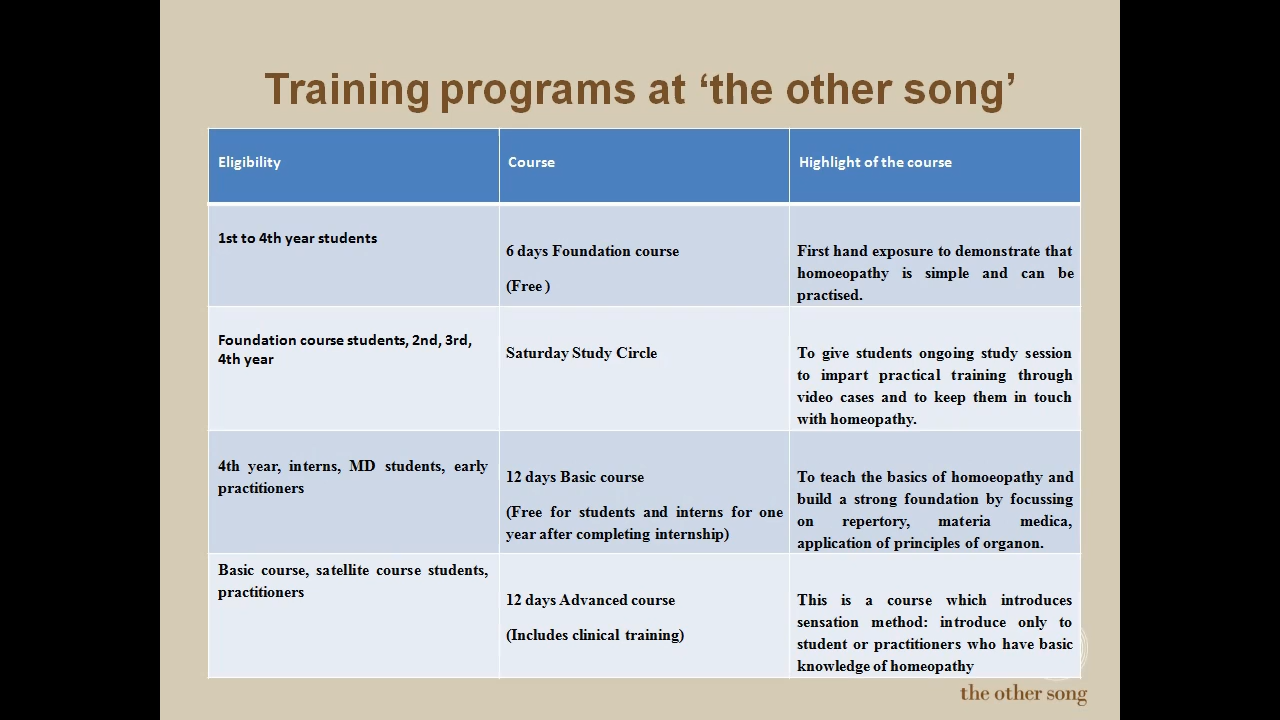 Training programs at ‘the other song’
Eligibility
Course
Highlight of the course
1st to 4th year students
6 days Foundation course
(Free )
First hand exposure to demonstrate that
homoeopathy is simple and can be
practised.
Foundation course students, 2nd, 3rd,
4th year
Saturday Study Circle
To give students ongoing study session
to impart practical training through
video cases and to keep them in touch
with homeopathy.
4th year, interns, MD students, early
practitioners
12 days Basic course
(Free for students and interns for one
year after completing internship)
To teach the basics of homoeopathy and
build a strong foundation by focussing
on repertory, materia medica,
application of principles of organon.
Basic course, satellite course students,
practitioners
12 days Advanced course
(Includes clinical training)
This is a course which introduces
sensation method: introduce only to
student or practitioners who have basic
knowledge of homeopathy
the other song